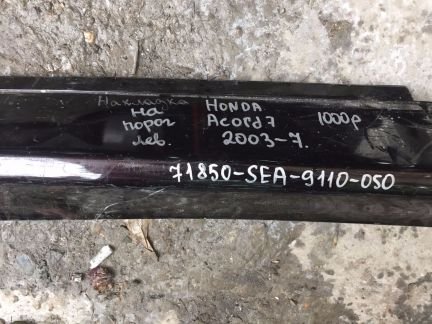 Накладка
на
порог
лев.
HONDA
Acord 7
2003-7.
1000р
71850-SEA-9110-050